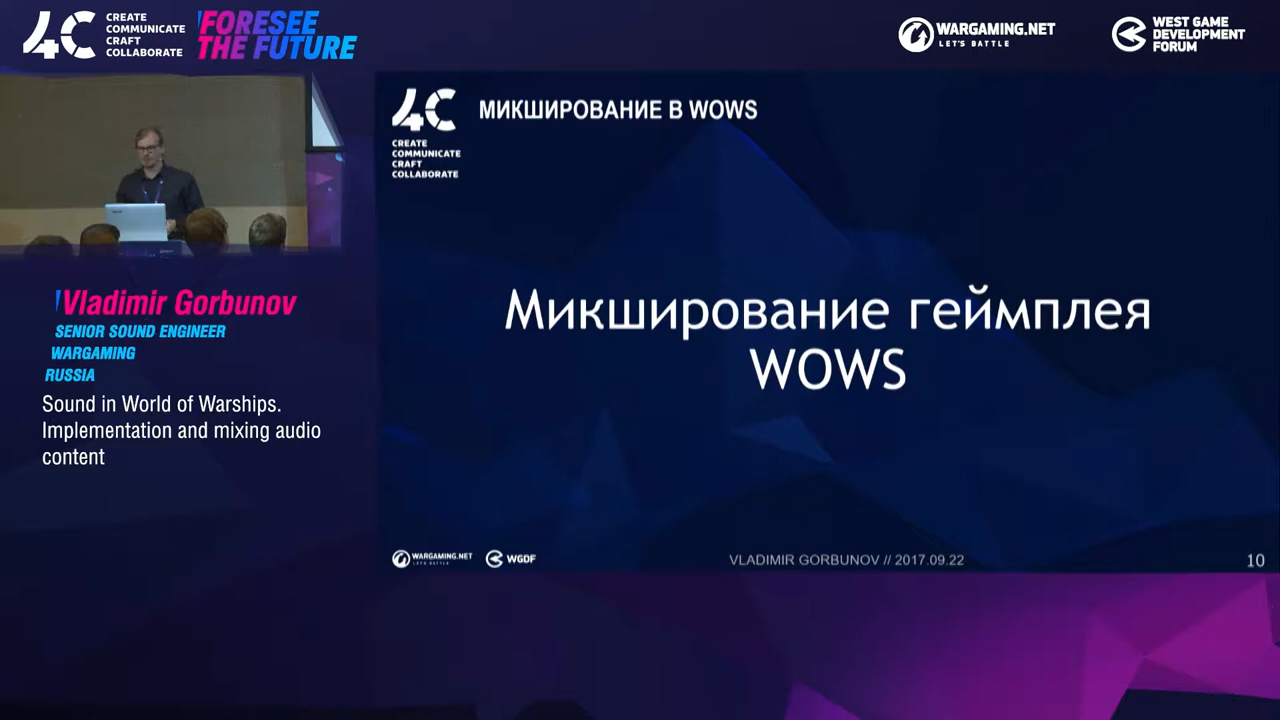 4C
CREATE
COMMUNICATE
CRAFT
COLLABORATE
FORESEE
THE FUTURE
WARGAMING.NET
LET'S BATTLE
WEST GAME
DEVELOPMENT
FORUM
4C
CREATE
COMMUNICATE
CRAFT
COLLABORATE
МИКШИРОВАНИЕ В WOWS
Микширование геймплея
WOWS
Vladimir Gorbunov
SENIOR SOUND ENGINEER
WARGAMING
RUSSIA
Sound in World of Warships.
Implementation and mixing audio
content
WARGAMING.NET
LET'S BATTLE
WGDF
VLADIMIR GORBUNOV // 2017.09.22
10